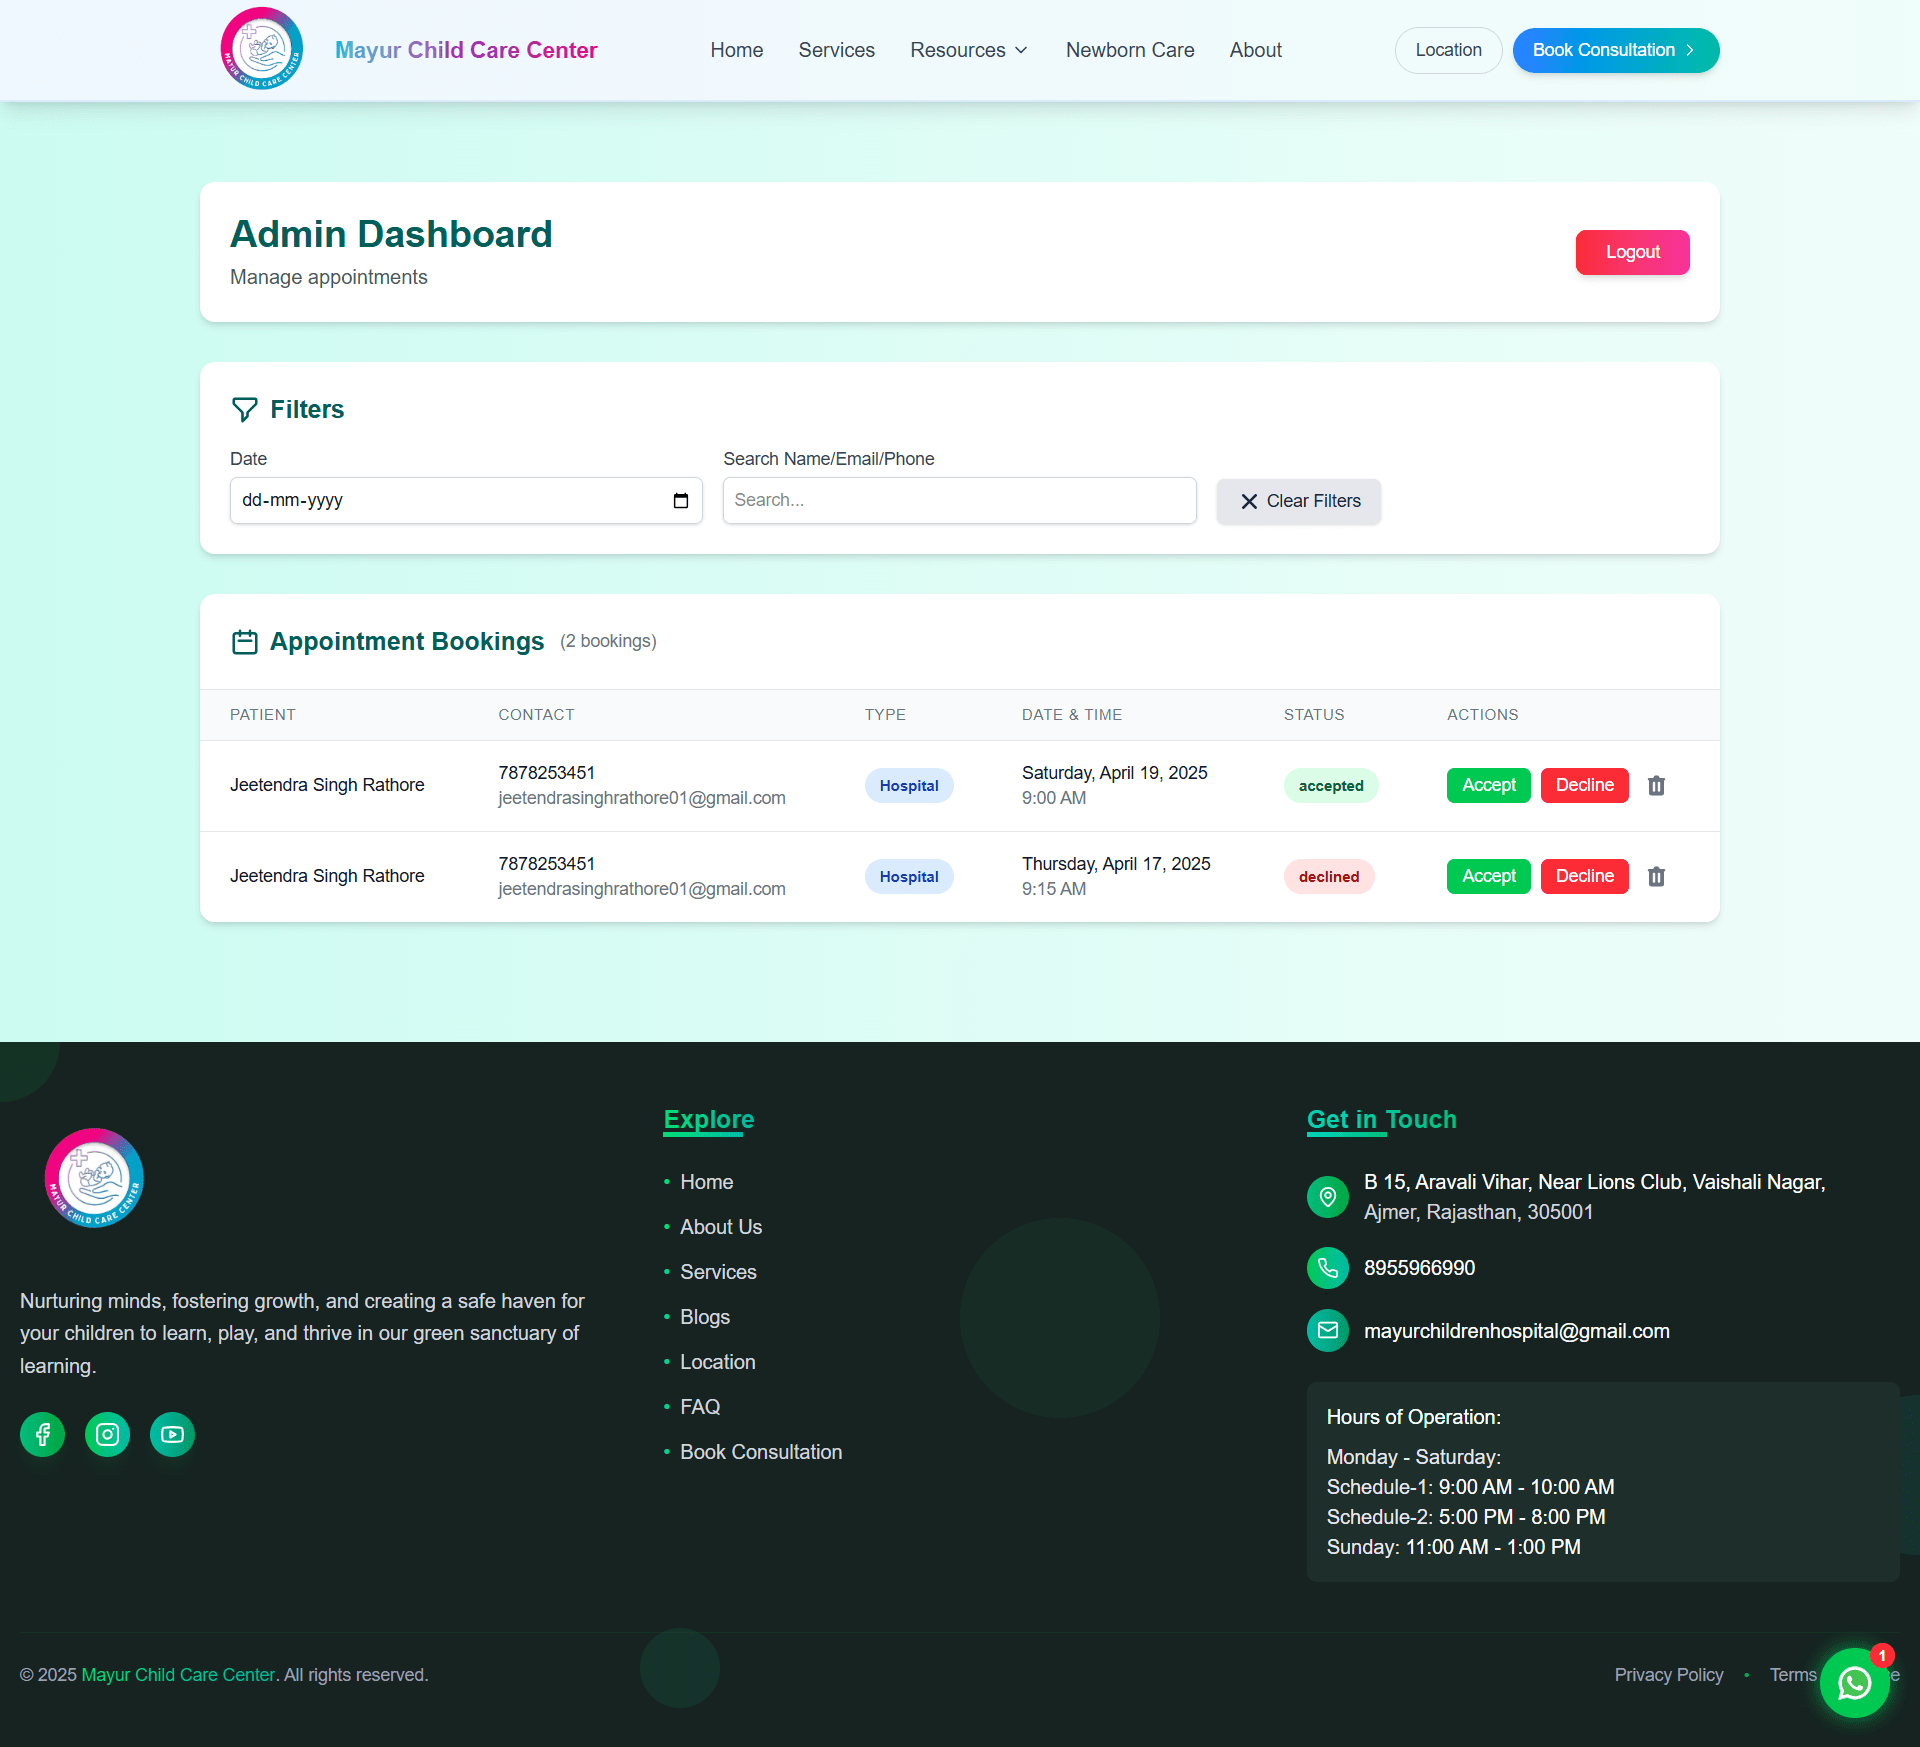 MAYUR CHILD CARE CENTER
Mayur Child Care Center
Home
Services
Resources
Newborn Care
About
Location
Book Consultation
Admin Dashboard
Manage appointments
Logout
Filters
Date
Search Name/Email/Phone
dd-mm-yyyy
Search...
Clear Filters
Appointment Bookings (2 bookings)
PATIENT CONTACT TYPE DATE & TIME STATUS ACTIONS
Jeetendra Singh Rathore
7878253451
jeetendrasinghrathore01@gmail.com
Hospital
Saturday, April 19, 2025
9:00 AM
accepted
Accept
Decline
Jeetendra Singh Rathore
7878253451
jeetendrasinghrathore01@gmail.com
Hospital
Thursday, April 17, 2025
9:15 AM
declined
Accept
Decline
MAYUR CHILD CARE CENTER
Nurturing minds, fostering growth, and creating a safe haven for
your children to learn, play, and thrive in our green sanctuary of
learning.
Explore
• Home
• About Us
• Services
• Blogs
• Location
• FAQ
• Book Consultation
Get in Touch
B 15, Aravali Vihar, Near Lions Club, Vaishali Nagar,
Ajmer, Rajasthan, 305001
8955966990
mayurchildrenhospital@gmail.com
Hours of Operation:
Monday - Saturday:
Schedule-1: 9:00 AM - 10:00 AM
Schedule-2: 5:00 PM - 8:00 PM
Sunday: 11:00 AM - 1:00 PM
© 2025 Mayur Child Care Center. All rights reserved.
Privacy Policy • Terms
1